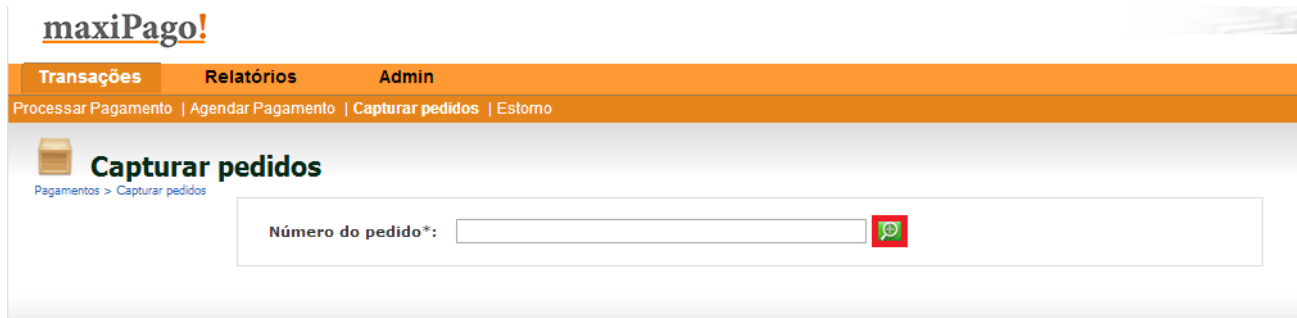 maxiPago!
Transações Relatórios Admin
Processar Pagamento | Agendar Pagamento | Capturar pedidos | Estorno
Capturar pedidos
Pagamentos > Capturar pedidos
Número do pedido*: